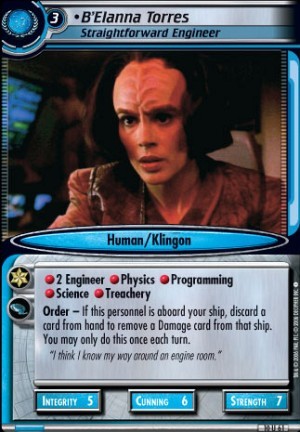 3
•B'Elanna Torres
Straightforward Engineer
Human/Klingon
2 Engineer Physics Programming
Science Treachery
Order – If this personnel is aboard your ship, discard a
card from hand to remove a Damage card from that ship.
You may only do this once each turn.
"I think I know my way around an engine room."
Integrity 5 Cunning 6 Strength 7